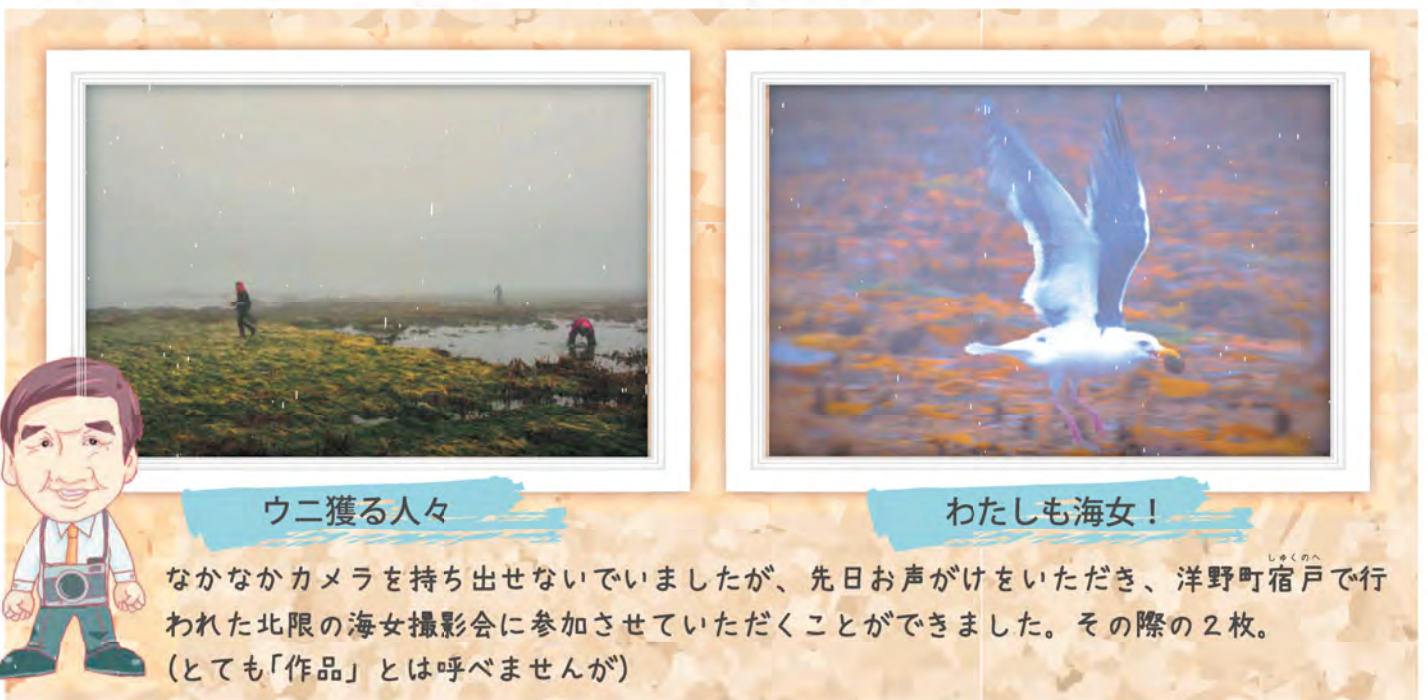 ウニ獲る人々
わたしも海女！
しゅくのへ
なかなかカメラを持ち出せないでいましたが、先日お声がけをいただき、洋野町宿戸で行
われた北限の海女撮影会に参加させていただくことができました。その際の２枚。
(とても「作品」とは呼べませんが)